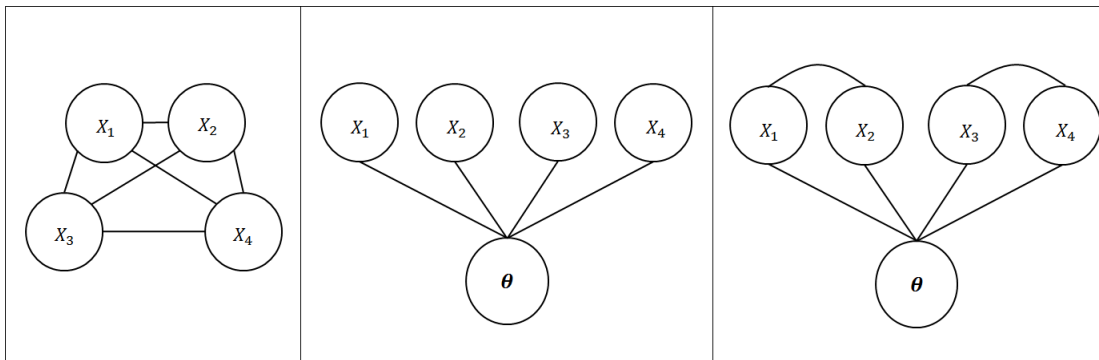 X₁ X₂
X₃ X₄
X₁ X₂ X₃ X₄
θ
X₁ X₂ X₃ X₄
θ